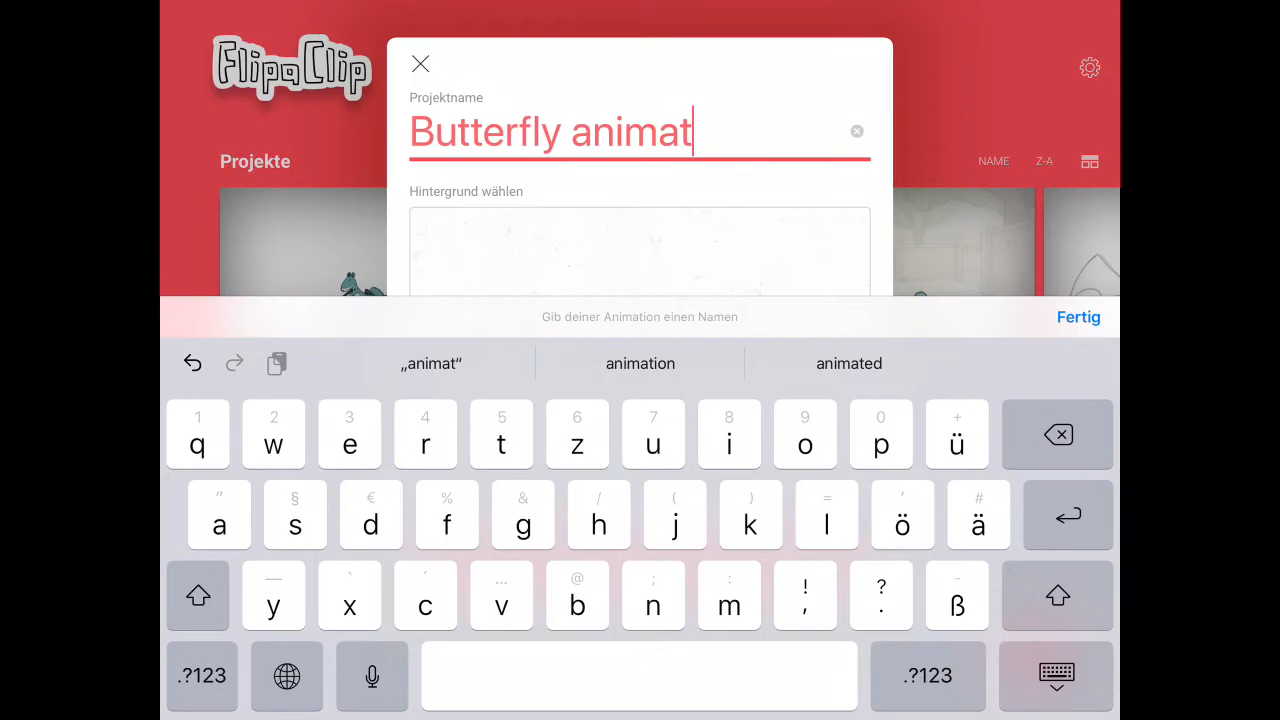 FlipaClip
Projektname
Butterfly animat
Projekte
NAME Z-A
Hintergrund wählen
Gib deiner Animation einen Namen
Fertig
„animat“ animation animated
1 2 3 4 5 6 7 8 9 0 +
q w e r t z u i o p ü
" § € % & / ( ) = ' #
a s d f g h j k l ö ä
— ` ´ ... @ ; : ! ? -
y x c v b n m , . ß
.?123 .?123